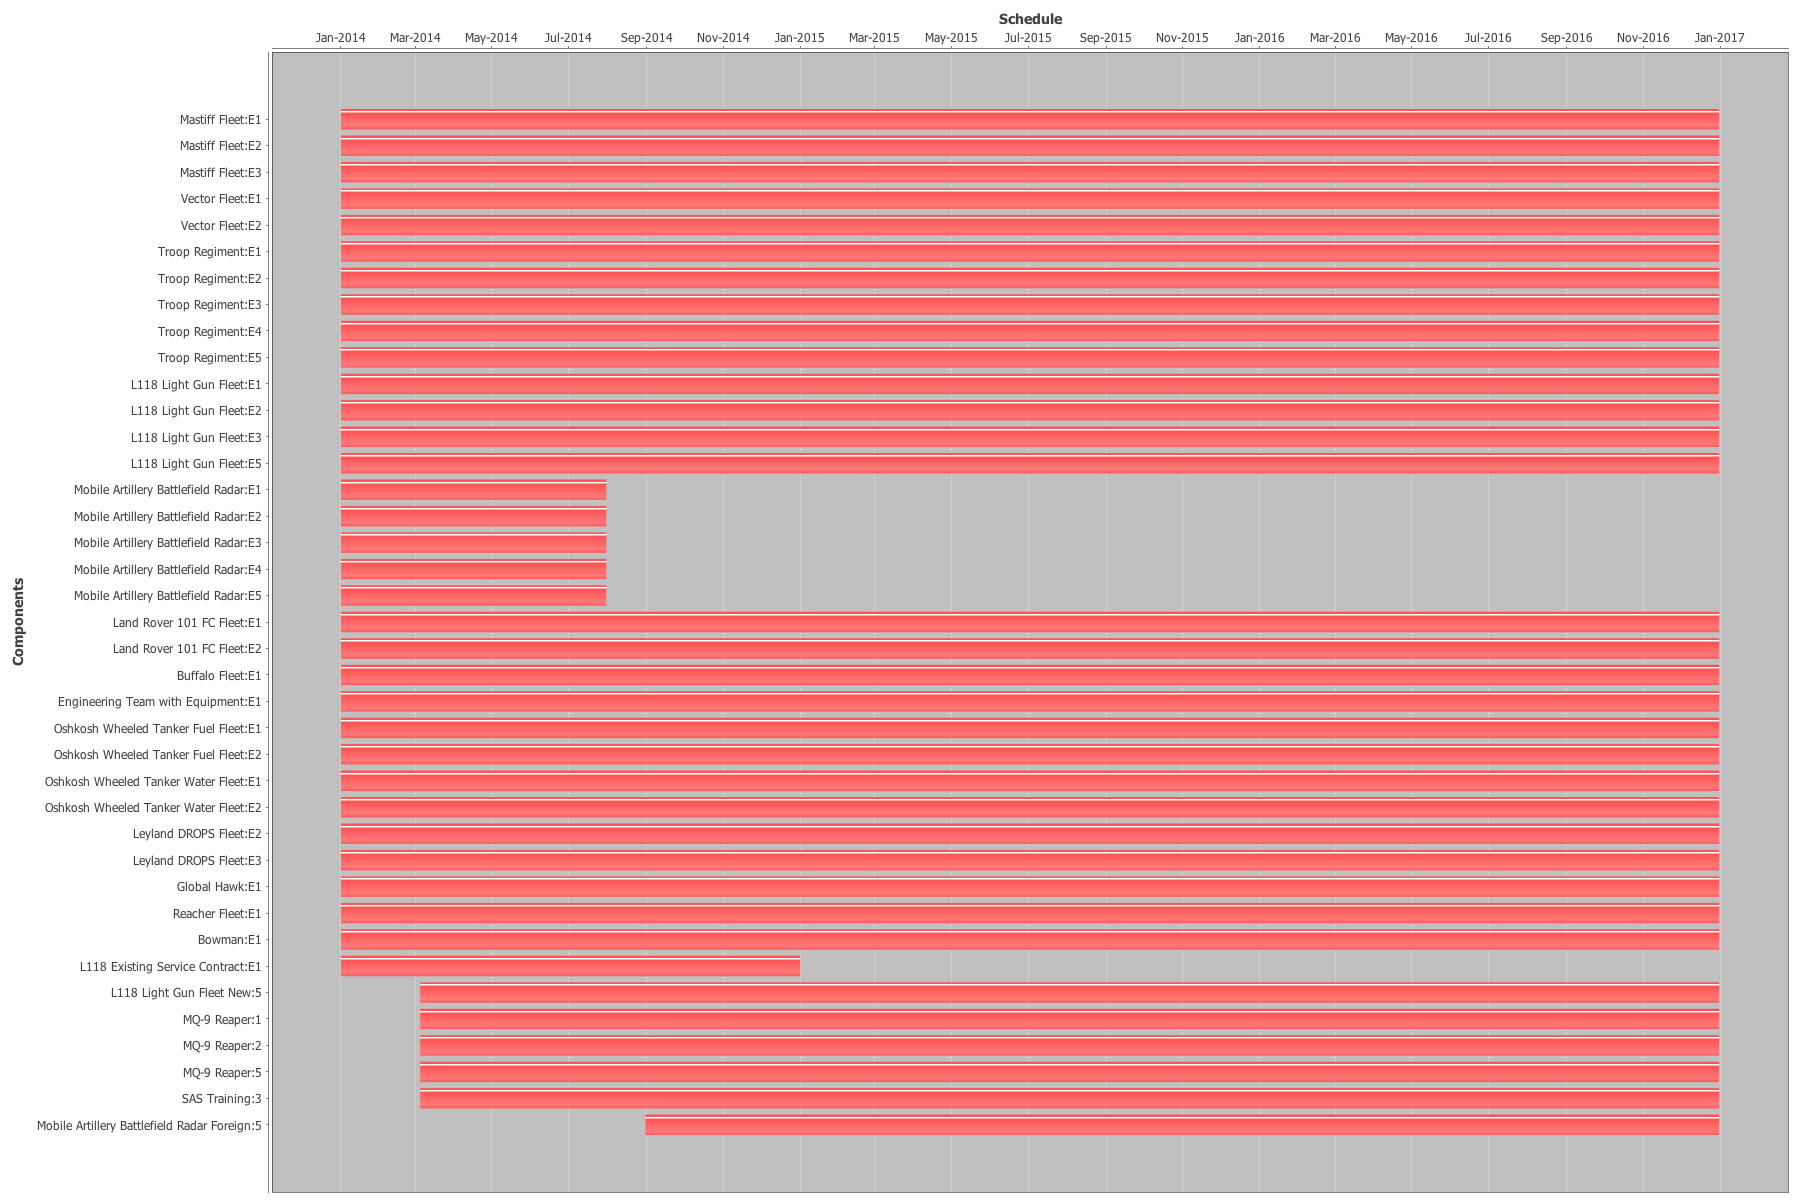 Schedule
Jan-2014 Mar-2014 May-2014 Jul-2014 Sep-2014 Nov-2014 Jan-2015 Mar-2015 May-2015 Jul-2015 Sep-2015 Nov-2015 Jan-2016 Mar-2016 May-2016 Jul-2016 Sep-2016 Nov-2016 Jan-2017
Components
Mastiff Fleet:E1
Mastiff Fleet:E2
Mastiff Fleet:E3
Vector Fleet:E1
Vector Fleet:E2
Troop Regiment:E1
Troop Regiment:E2
Troop Regiment:E3
Troop Regiment:E4
Troop Regiment:E5
L118 Light Gun Fleet:E1
L118 Light Gun Fleet:E2
L118 Light Gun Fleet:E3
L118 Light Gun Fleet:E5
Mobile Artillery Battlefield Radar:E1
Mobile Artillery Battlefield Radar:E2
Mobile Artillery Battlefield Radar:E3
Mobile Artillery Battlefield Radar:E4
Mobile Artillery Battlefield Radar:E5
Land Rover 101 FC Fleet:E1
Land Rover 101 FC Fleet:E2
Buffalo Fleet:E1
Engineering Team with Equipment:E1
Oshkosh Wheeled Tanker Fuel Fleet:E1
Oshkosh Wheeled Tanker Fuel Fleet:E2
Oshkosh Wheeled Tanker Water Fleet:E1
Oshkosh Wheeled Tanker Water Fleet:E2
Leyland DROPS Fleet:E2
Leyland DROPS Fleet:E3
Global Hawk:E1
Reacher Fleet:E1
Bowman:E1
L118 Existing Service Contract:E1
L118 Light Gun Fleet New:5
MQ-9 Reaper:1
MQ-9 Reaper:2
MQ-9 Reaper:5
SAS Training:3
Mobile Artillery Battlefield Radar Foreign:5